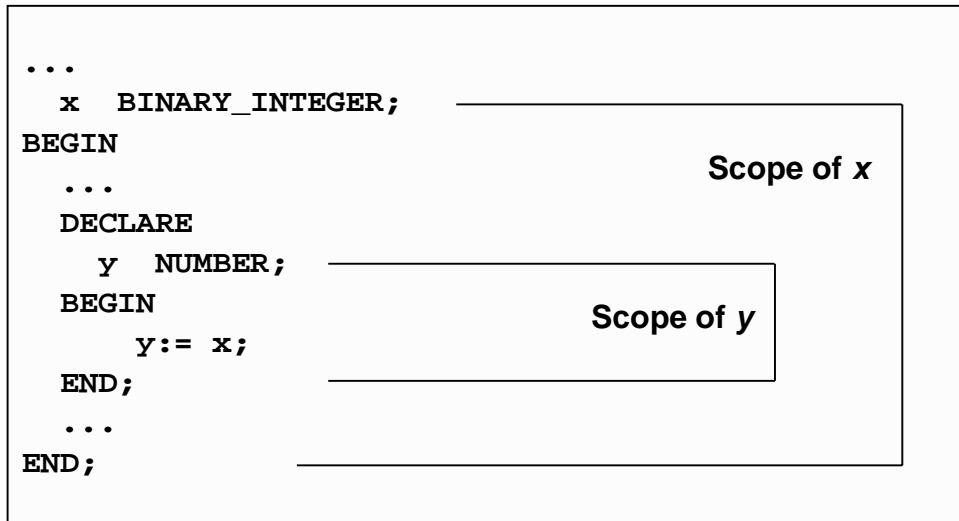 ...
x BINARY_INTEGER;
BEGIN
Scope of x
...
DECLARE
y NUMBER;
BEGIN
Scope of y
y:= x;
END;
...
END;